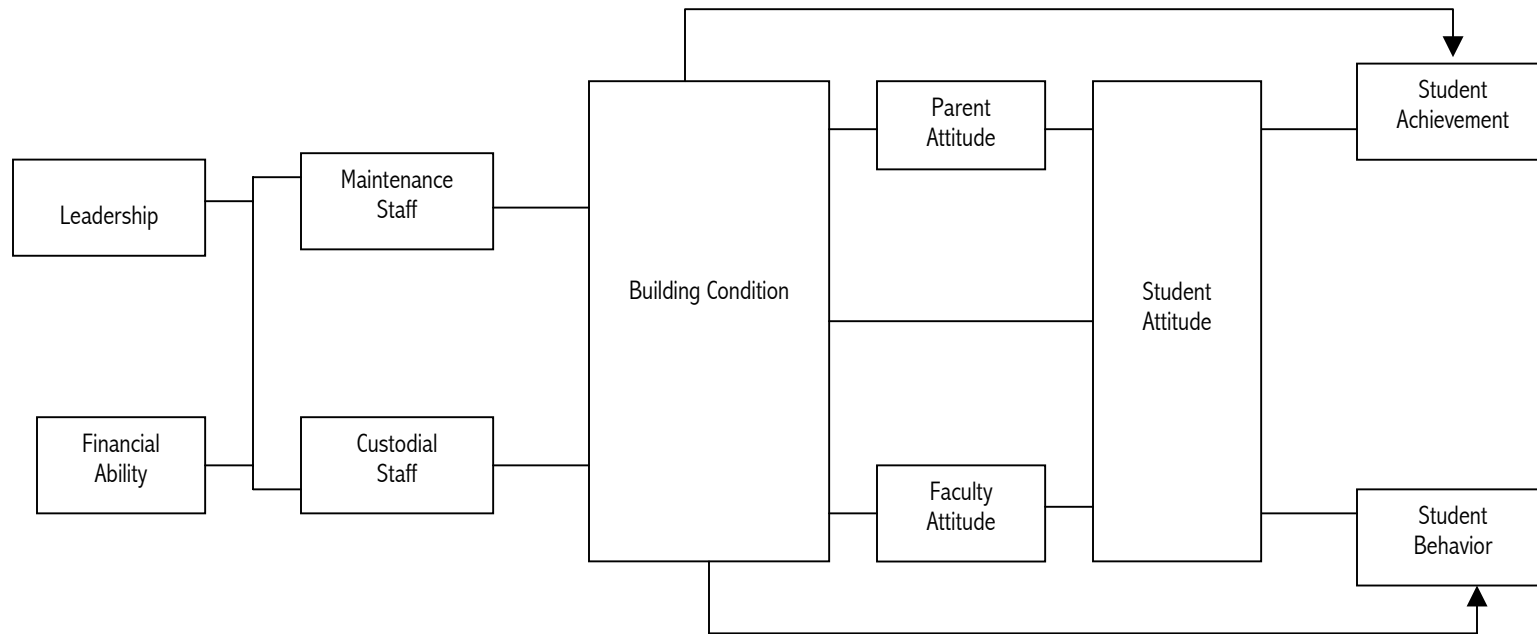 Leadership
Financial
Ability
Maintenance
Staff
Custodial
Staff
Building Condition
Parent
Attitude
Faculty
Attitude
Student
Attitude
Student
Achievement
Student
Behavior